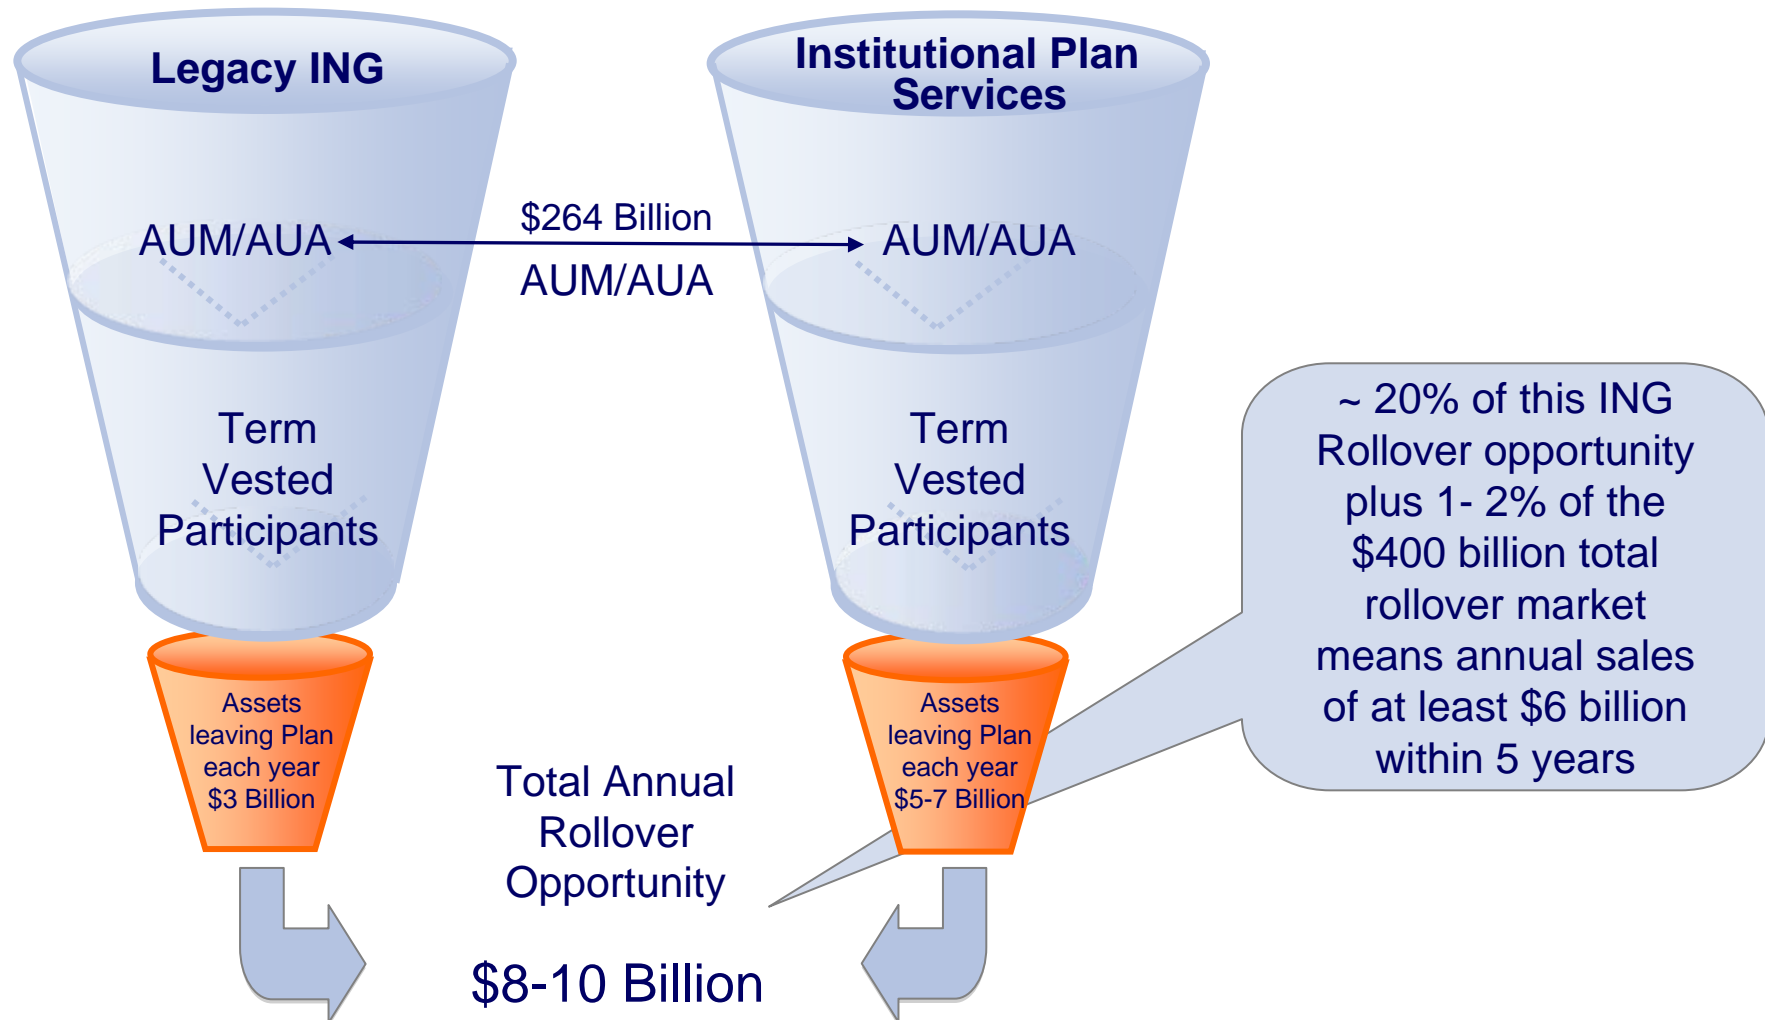 Legacy ING
Institutional Plan
Services
AUM/AUA
$264 Billion
AUM/AUA
AUM/AUA
Term
Vested
Participants
Term
Vested
Participants
~ 20% of this ING
Rollover opportunity
plus 1- 2% of the
$400 billion total
rollover market
means annual sales
of at least $6 billion
within 5 years
Assets
leaving Plan
each year
$3 Billion
Assets
leaving Plan
each year
$5-7 Billion
Total Annual
Rollover
Opportunity
$8-10 Billion